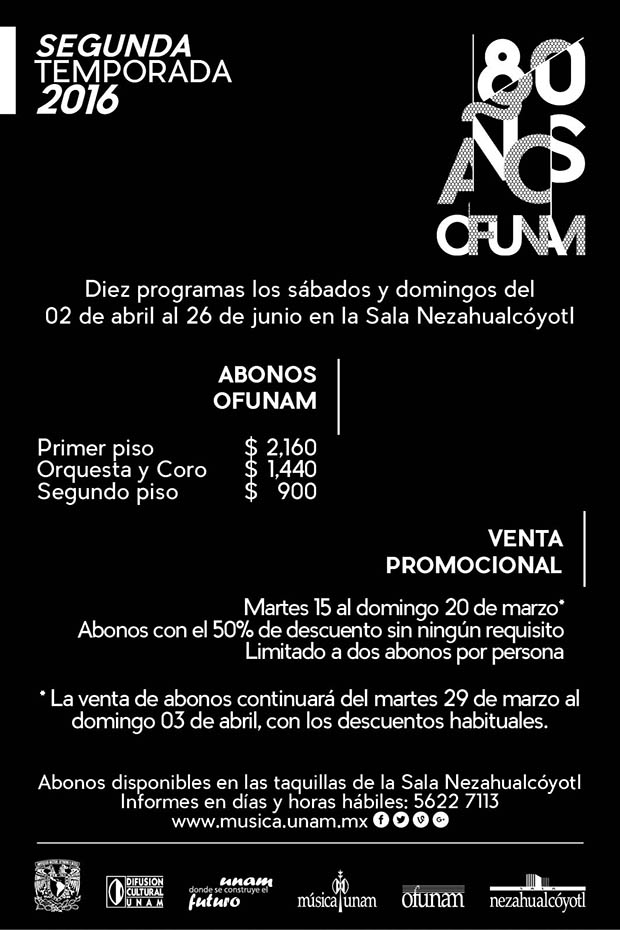 SEGUNDA
TEMPORADA
2016
80
AÑOS
OFUNAM
Diez programas los sábados y domingos del
02 de abril al 26 de junio en la Sala Nezahualcóyotl
ABONOS
OFUNAM
Primer piso $ 2,160
Orquesta y Coro $ 1,440
Segundo piso $ 900
VENTA
PROMOCIONAL
Martes 15 al domingo 20 de marzo*
Abonos con el 50% de descuento sin ningún requisito
Limitado a dos abonos por persona
* La venta de abonos continuará del martes 29 de marzo al
domingo 03 de abril, con los descuentos habituales.
Abonos disponibles en las taquillas de la Sala Nezahualcóyotl
Informes en días y horas hábiles: 5622 7113
www.musica.unam.mx
DIFUSIÓN
CULTURAL
UNAM
unam
donde se construye el
futuro
música unam
ofunam
SALA
nezahualcóyotl